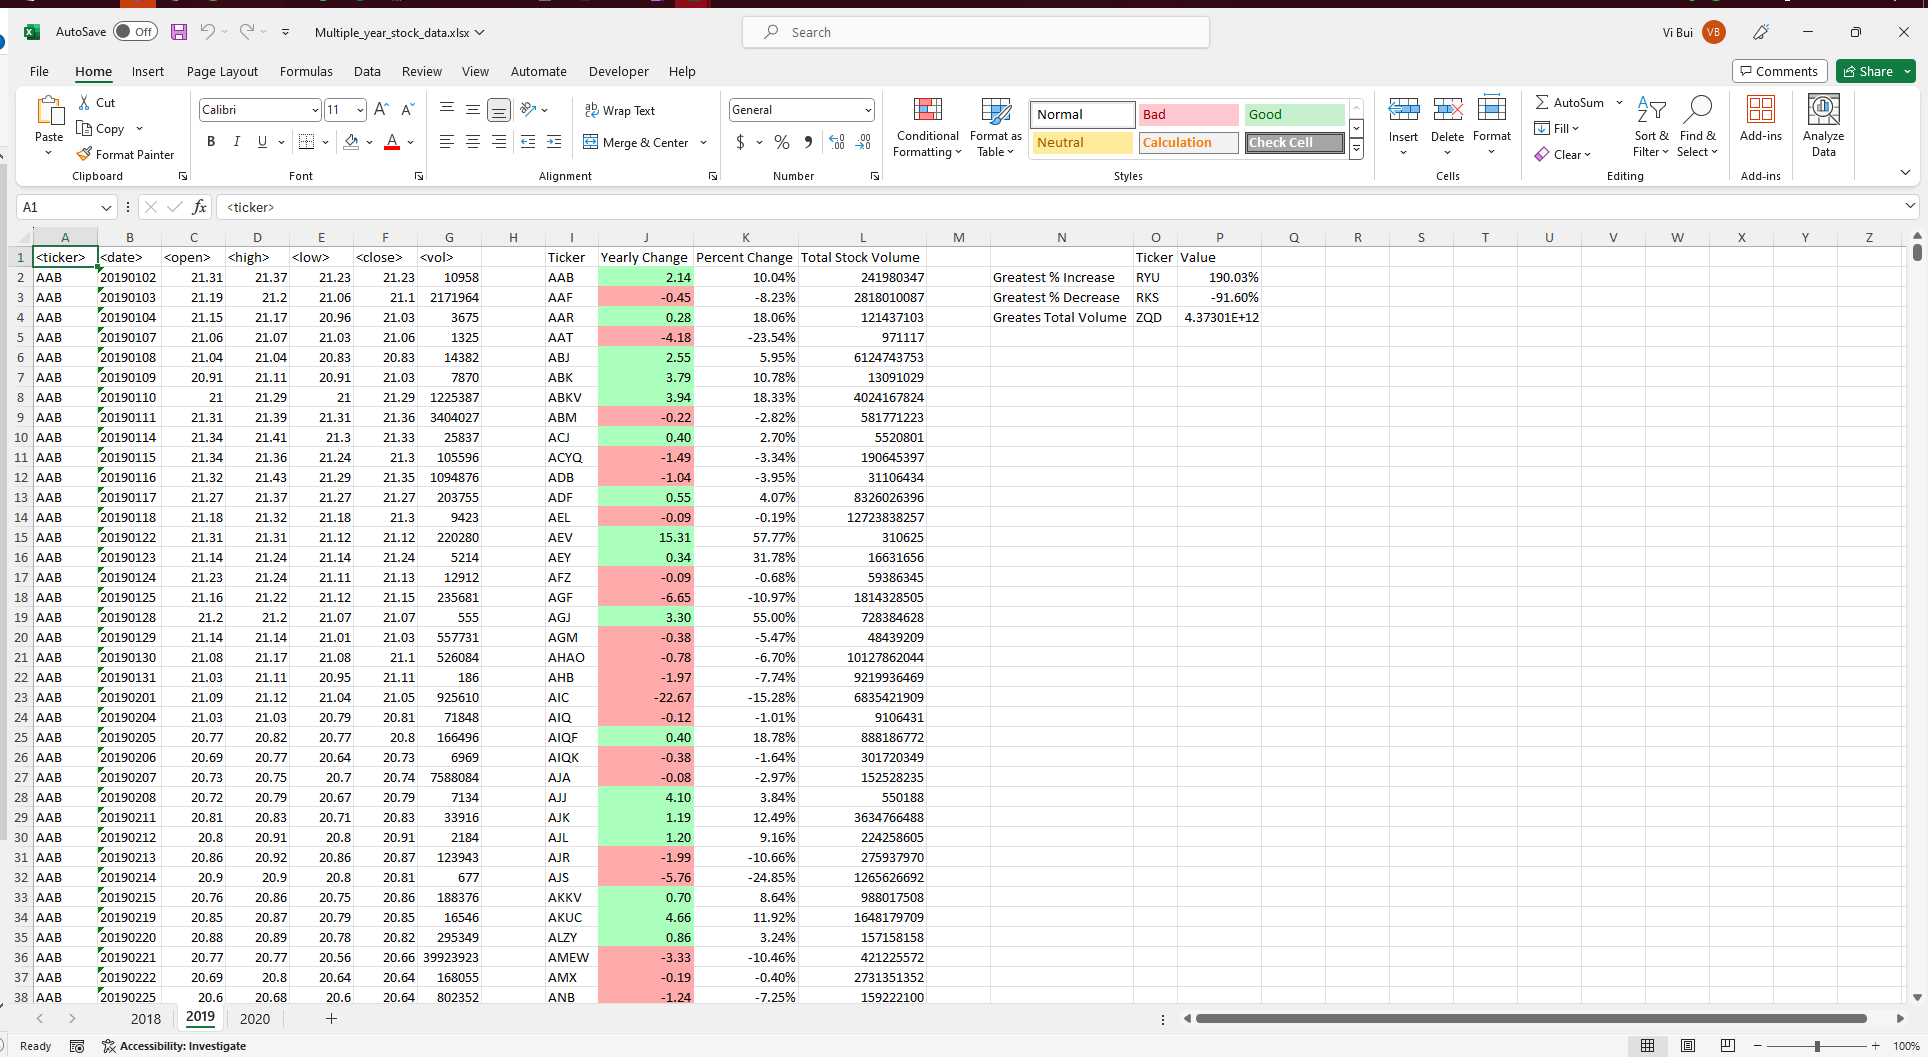 AutoSave Off Multiple_year_stock_data.xlsx Search Vi Bui VB
File Home Insert Page Layout Formulas Data Review View Automate Developer Help Comments Share
Paste Cut Copy Format Painter Clipboard
Calibri 11 B I U A Font
Wrap Text Merge & Center Alignment
General $ % Number
Conditional Formatting Format as Table Normal Bad Good Neutral Calculation Check Cell Styles
Insert Delete Format Cells
AutoSum Fill Clear Sort & Filter Find & Select Editing
Add-ins Add-ins Analyze Data
A1 fx <ticker>
A B C D E F G H I J K L M N O P Q R S T U V W X Y Z
1 <ticker> <date> <open> <high> <low> <close> <vol> Ticker Yearly Change Percent Change Total Stock Volume Ticker Value
2 AAB 20190102 21.31 21.37 21.23 21.23 10958 AAB 2.14 10.04% 241980347 Greatest % Increase RYU 190.03%
3 AAB 20190103 21.19 21.2 21.06 21.1 2171964 AAF -0.45 -8.23% 2818010087 Greatest % Decrease RKS -91.60%
4 AAB 20190104 21.15 21.17 20.96 21.03 3675 AAR 0.28 18.06% 121437103 Greates Total Volume ZQD 4.37301E+12
5 AAB 20190107 21.06 21.07 21.03 21.06 1325 AAT -4.18 -23.54% 971117
6 AAB 20190108 21.04 21.04 20.83 20.83 14382 ABJ 2.55 5.95% 6124743753
7 AAB 20190109 20.91 21.11 20.91 21.03 7870 ABK 3.79 10.78% 13091029
8 AAB 20190110 21 21.29 21 21.29 1225387 ABKV 3.94 18.33% 4024167824
9 AAB 20190111 21.31 21.39 21.31 21.36 3404027 ABM -0.22 -2.82% 581771223
10 AAB 20190114 21.34 21.41 21.3 21.33 25837 ACJ 0.40 2.70% 5520801
11 AAB 20190115 21.34 21.36 21.24 21.3 105596 ACYQ -1.49 -3.34% 190645397
12 AAB 20190116 21.32 21.43 21.29 21.35 1094876 ADB -1.04 -3.95% 31106434
13 AAB 20190117 21.27 21.37 21.27 21.27 203755 ADF 0.55 4.07% 8326026396
14 AAB 20190118 21.18 21.32 21.18 21.3 9423 AEL -0.09 -0.19% 12723838257
15 AAB 20190122 21.31 21.31 21.12 21.12 220280 AEV 15.31 57.77% 310625
16 AAB 20190123 21.14 21.24 21.14 21.24 5214 AEY 0.34 31.78% 16631656
17 AAB 20190124 21.23 21.24 21.11 21.13 12912 AFZ -0.09 -0.68% 59386345
18 AAB 20190125 21.16 21.22 21.12 21.15 235681 AGF -6.65 -10.97% 1814328505
19 AAB 20190128 21.2 21.2 21.07 21.07 555 AGJ 3.30 55.00% 728384628
20 AAB 20190129 21.14 21.14 21.01 21.03 557731 AGM -0.38 -5.47% 48439209
21 AAB 20190130 21.08 21.17 21.08 21.1 526084 AHAO -0.78 -6.70% 10127862044
22 AAB 20190131 21.03 21.11 20.95 21.11 186 AHB -1.97 -7.74% 9219936469
23 AAB 20190201 21.09 21.12 21.04 21.05 925610 AIC -22.67 -15.28% 6835421909
24 AAB 20190204 21.03 21.03 20.79 20.81 71848 AIQ -0.12 -1.01% 9106431
25 AAB 20190205 20.77 20.82 20.77 20.8 166496 AIQF 0.40 18.78% 888186772
26 AAB 20190206 20.69 20.77 20.64 20.73 6969 AIQK -0.38 -1.64% 301720349
27 AAB 20190207 20.73 20.75 20.7 20.74 7588084 AJA -0.08 -2.97% 152528235
28 AAB 20190208 20.72 20.79 20.67 20.79 7134 AJJ 4.10 3.84% 550188
29 AAB 20190211 20.81 20.83 20.71 20.83 33916 AJK 1.19 12.49% 3634766488
30 AAB 20190212 20.8 20.91 20.8 20.91 2184 AJL 1.20 9.16% 224258605
31 AAB 20190213 20.86 20.92 20.86 20.87 123943 AJR -1.99 -10.66% 275937970
32 AAB 20190214 20.9 20.9 20.8 20.81 677 AJS -5.76 -24.85% 1265626692
33 AAB 20190215 20.76 20.86 20.75 20.86 188376 AKKV 0.70 8.64% 988017508
34 AAB 20190219 20.85 20.87 20.79 20.85 16546 AKUC 4.66 11.92% 1648179709
35 AAB 20190220 20.88 20.89 20.78 20.82 295349 ALZY 0.86 3.24% 157158158
36 AAB 20190221 20.77 20.77 20.56 20.66 39923923 AMEW -3.33 -10.46% 421225572
37 AAB 20190222 20.69 20.8 20.64 20.64 168055 AMX -0.19 -0.40% 2731351352
38 AAB 20190225 20.6 20.68 20.6 20.64 802352 ANB -1.24 -7.25% 159222100
2018 2019 2020
Ready Accessibility: Investigate 100%